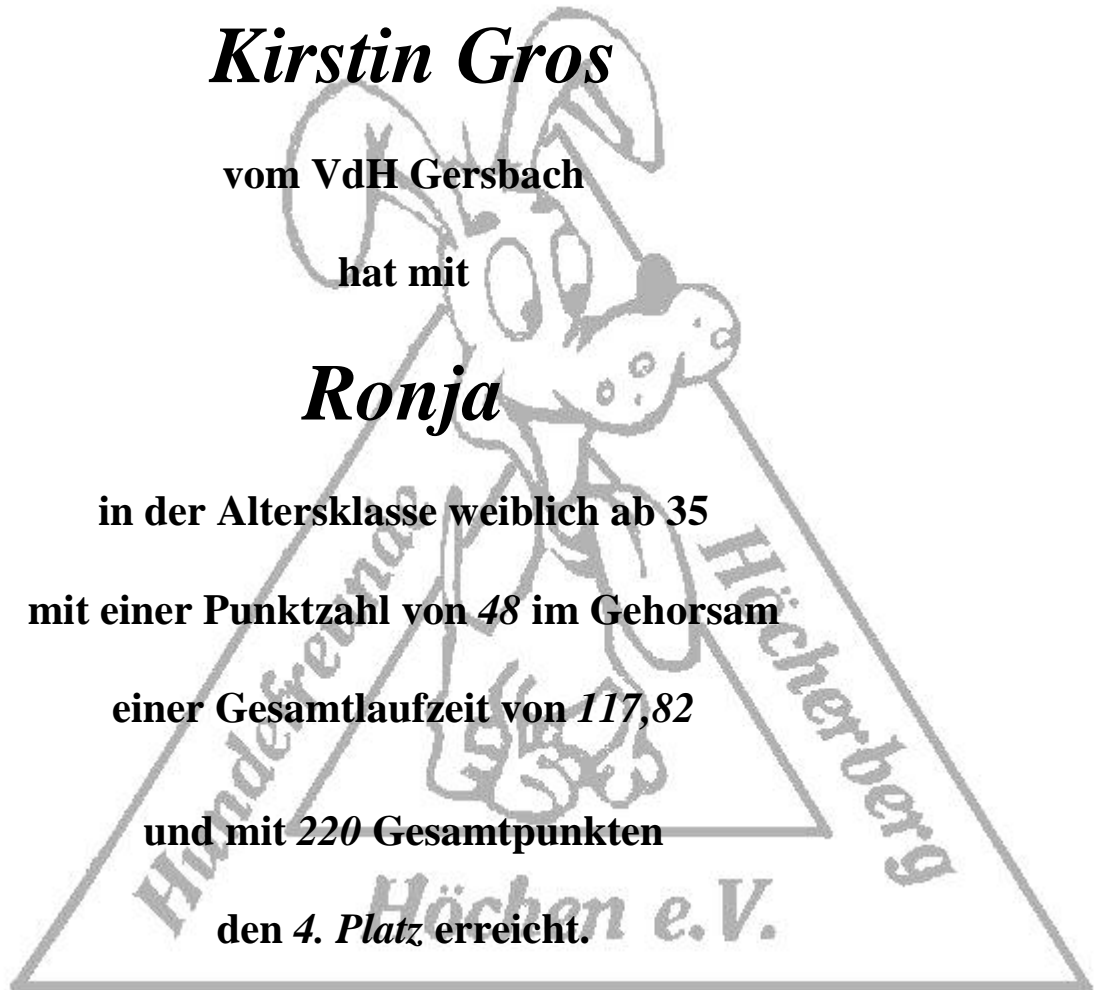 Kirstin Gros
vom VdH Gersbach
hat mit
Ronja
in der Altersklasse weiblich ab 35
mit einer Punktzahl von 48 im Gehorsam
einer Gesamtlaufzeit von 117,82
und mit 220 Gesamtpunkten
den 4. Platz erreicht.
Hundefreunde
Höcherberg
Höchen e.V.